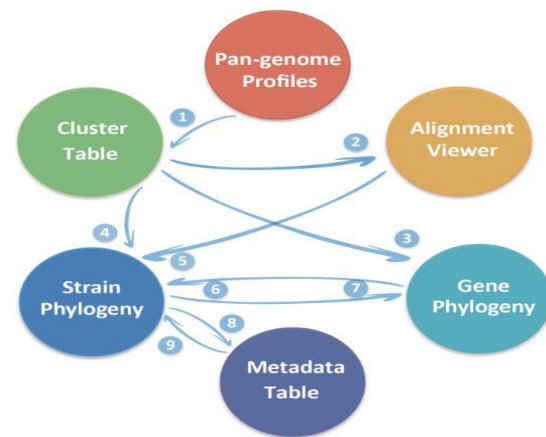 Pan-genome
Profiles
1
Cluster
Table
2
Alignment
Viewer
4
5
3
Strain
Phylogeny
6
7
Gene
Phylogeny
8
9
Metadata
Table